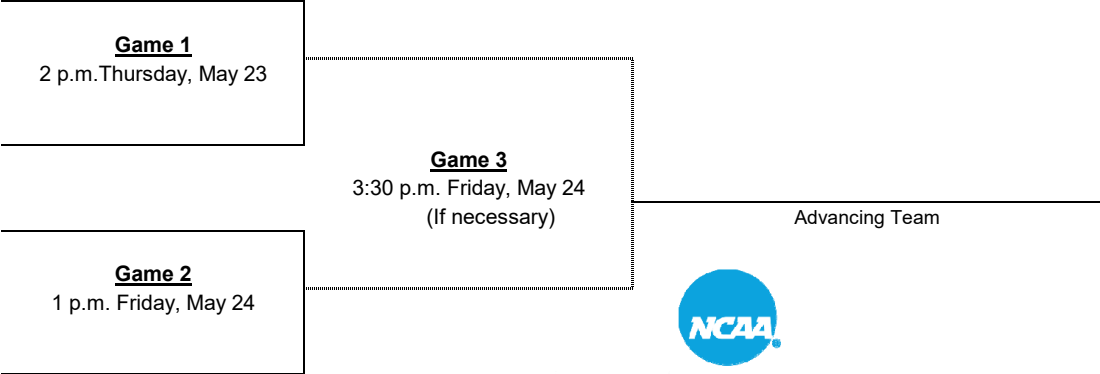 Game 1
2 p.m.Thursday, May 23
Game 3
3:30 p.m. Friday, May 24
(If necessary)
Advancing Team
Game 2
1 p.m. Friday, May 24
NCAA®